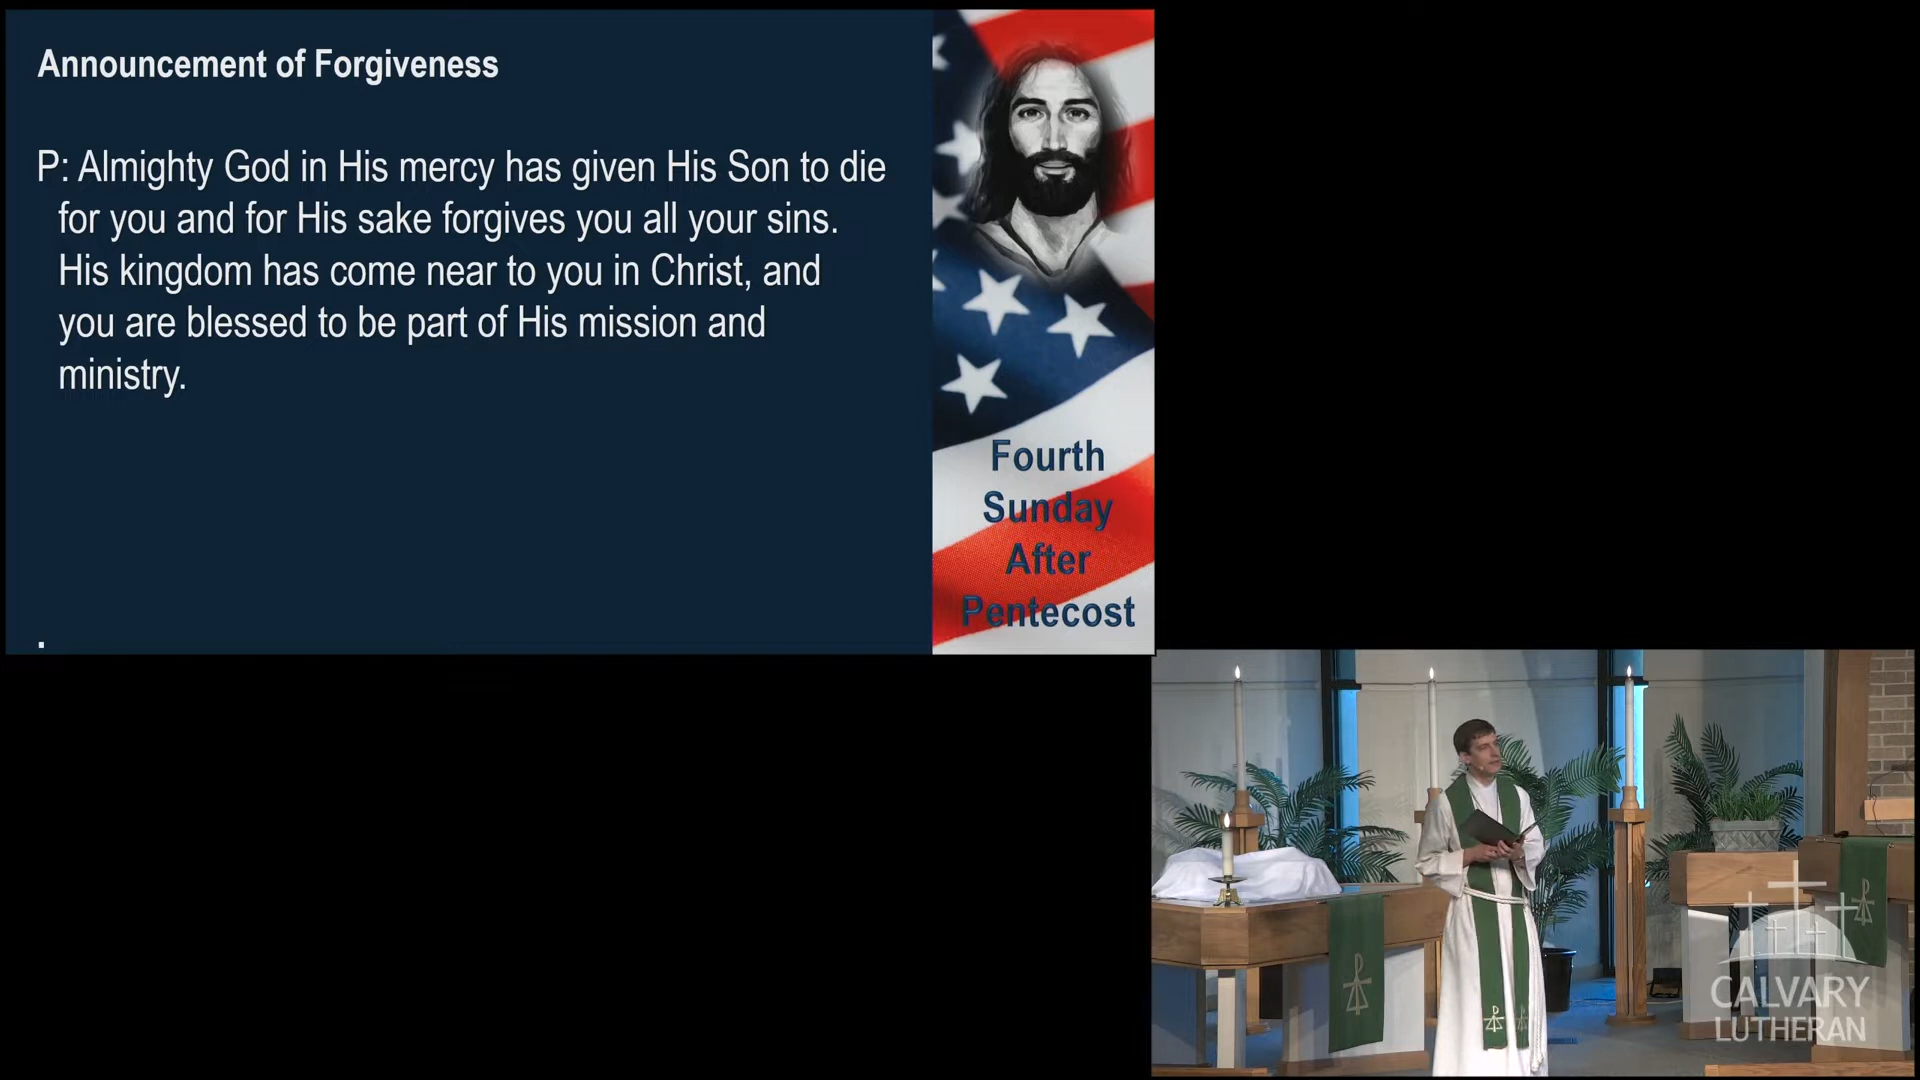 Announcement of Forgiveness
P: Almighty God in His mercy has given His Son to die
for you and for His sake forgives you all your sins.
His kingdom has come near to you in Christ, and
you are blessed to be part of His mission and
ministry.
.
Fourth
Sunday
After
Pentecost
CALVARY
LUTHERAN